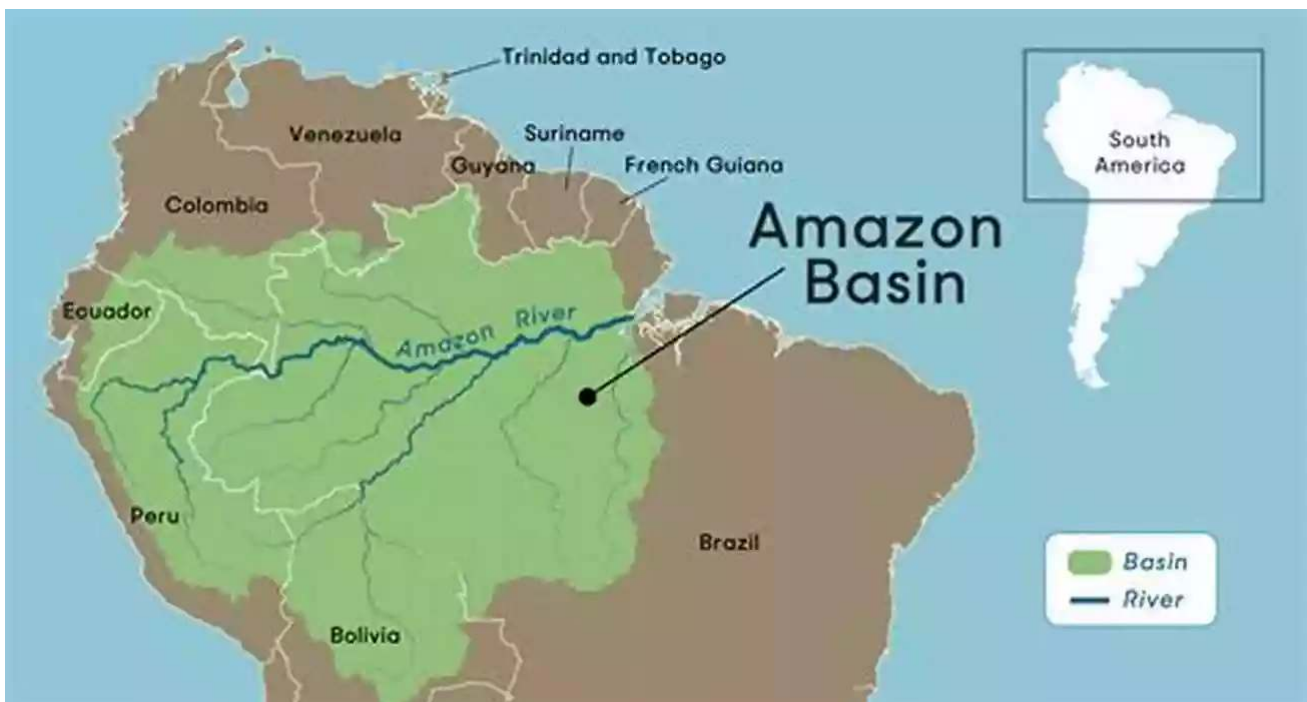 Trinidad and Tobago
Venezuela
Suriname
Guyana
French Guiana
Colombia
South
America
Amazon
Basin
Ecuador
Amazon River
Peru
Brazil
Bolivia
Basin
River